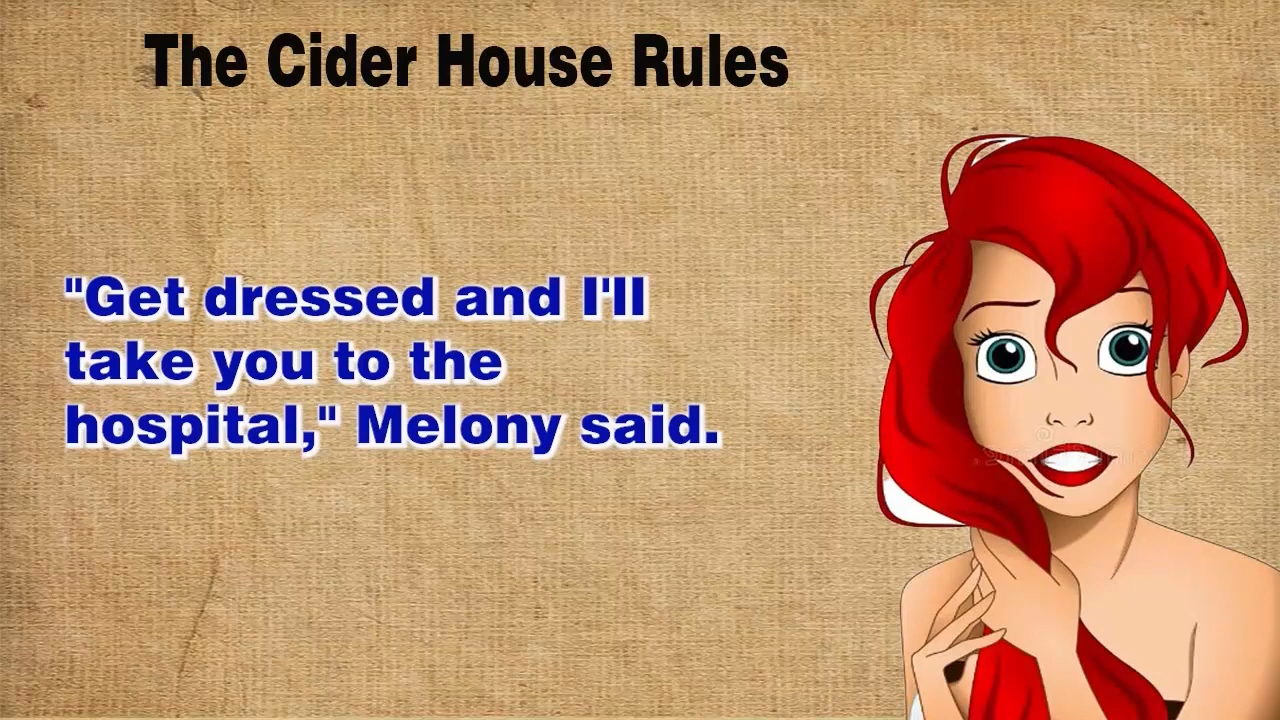 The Cider House Rules
"Get dressed and I'll
take you to the
hospital," Melony said.